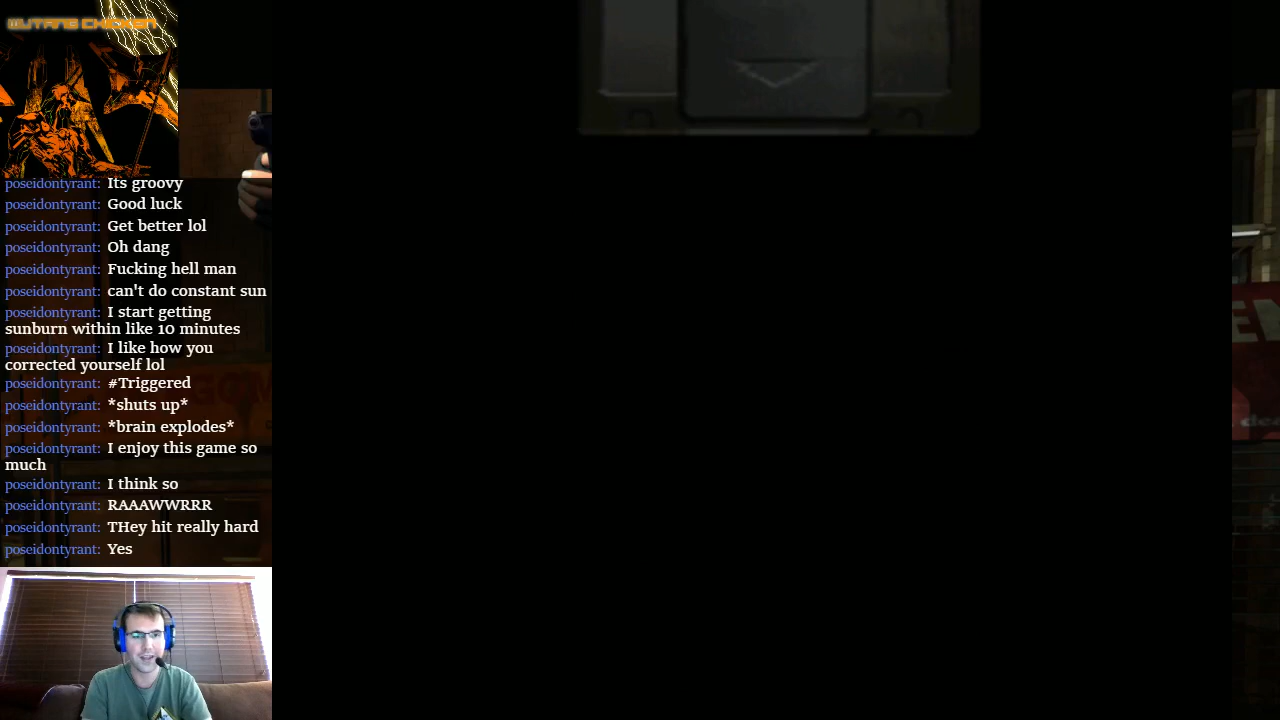 WUTANG CHICKEN
poseidontyrant: Its groovy
poseidontyrant: Good luck
poseidontyrant: Get better lol
poseidontyrant: Oh dang
poseidontyrant: Fucking hell man
poseidontyrant: can't do constant sun
poseidontyrant: I start getting
sunburn within like 10 minutes
poseidontyrant: I like how you
corrected yourself lol
poseidontyrant: #Triggered
poseidontyrant: *shuts up*
poseidontyrant: *brain explodes*
poseidontyrant: I enjoy this game so
much
poseidontyrant: I think so
poseidontyrant: RAAAWWRRR
poseidontyrant: THey hit really hard
poseidontyrant: Yes